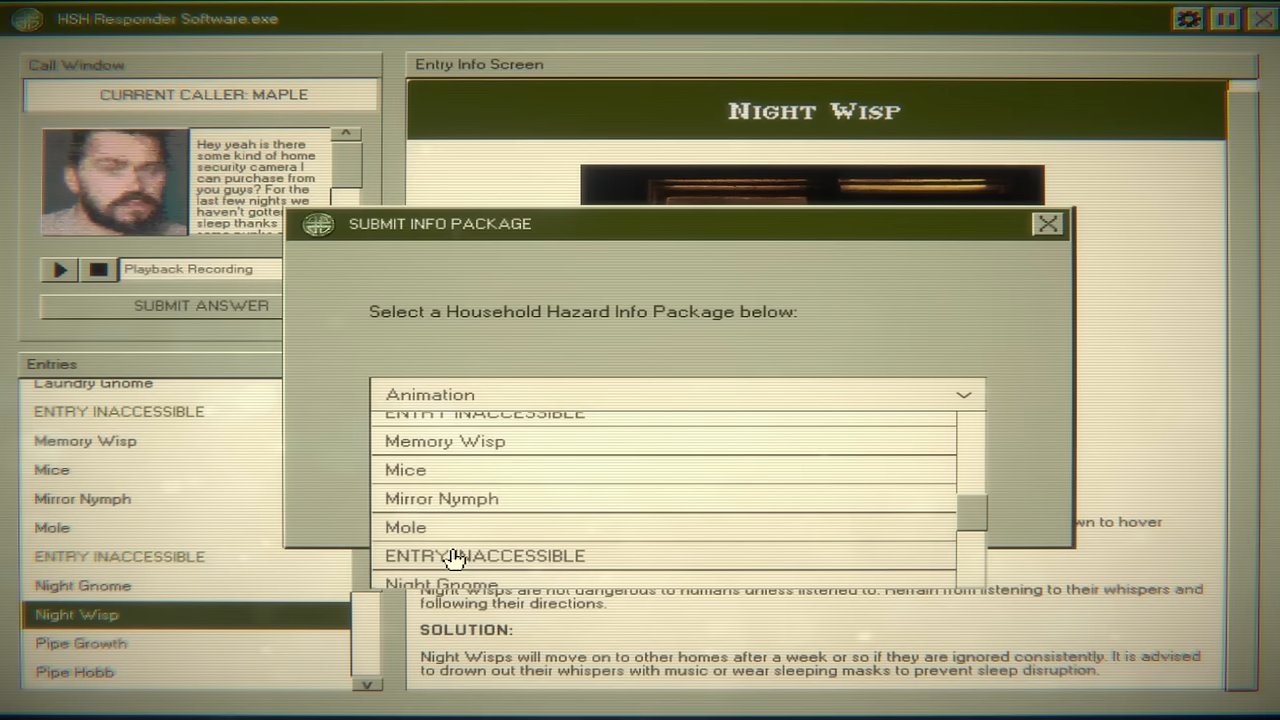 HSH Responder Software.exe
Call Window
CURRENT CALLER: MAPLE
Hey yeah is there
some kind of home
security camera I
can purchase from
you guys? For the
last few nights we
haven't gotten
sleep thanks
Playback Recording
SUBMIT ANSWER
Entries
Laundry Gnome
ENTRY INACCESSIBLE
Memory Wisp
Mice
Mirror Nymph
Mole
ENTRY INACCESSIBLE
Night Gnome
Night Wisp
Pipe Growth
Pipe Hobb
Entry Info Screen
Night Wisp
SUBMIT INFO PACKAGE
Select a Household Hazard Info Package below:
Animation
ENTRY INACCESSIBLE
Memory Wisp
Mice
Mirror Nymph
Mole
ENTRY INACCESSIBLE
Night Gnome
wn to hover
Night Wisps are not dangerous to humans unless listened to. Refrain from listening to their whispers and
following their directions.
SOLUTION:
Night Wisps will move on to other homes after a week or so if they are ignored consistently. It is advised
to drown out their whispers with music or wear sleeping masks to prevent sleep disruption.